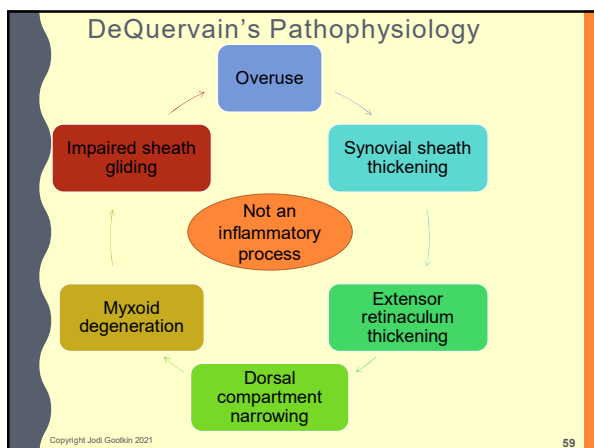 DeQuervain's Pathophysiology
Overuse
Synovial sheath
thickening
Extensor
retinaculum
thickening
Dorsal
compartment
narrowing
Myxoid
degeneration
Impaired sheath
gliding
Not an
inflammatory
process
Copyright Jodi Gootkin 2021
59